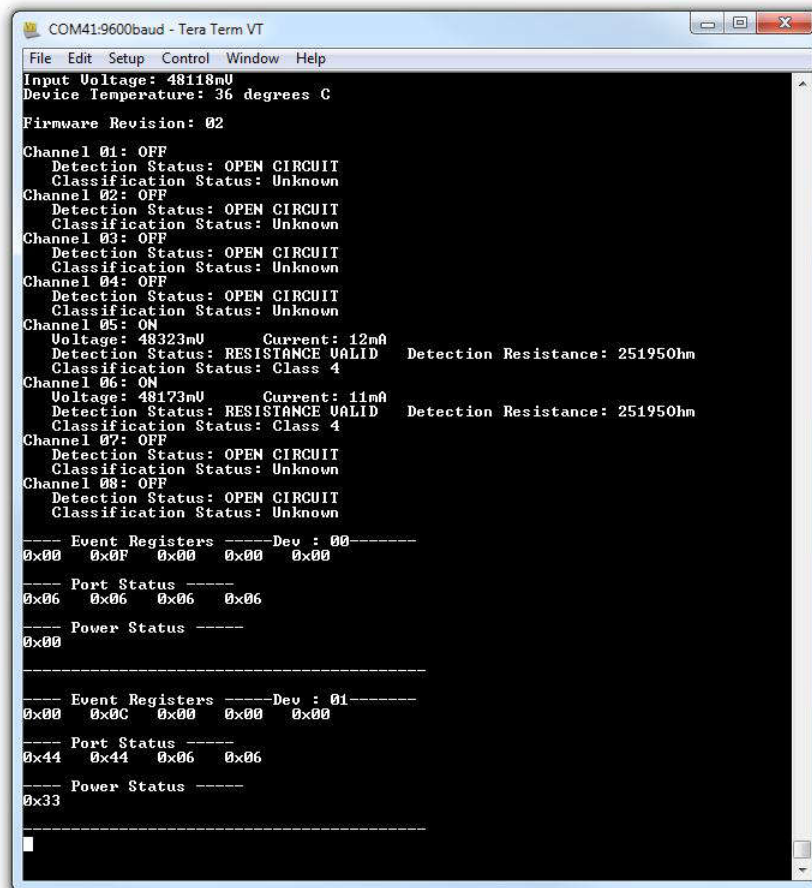 COM41:9600baud - Tera Term VT
File Edit Setup Control Window Help
Input Voltage: 48118mV
Device Temperature: 36 degrees C
Firmware Revision: 02
Channel 01: OFF
Detection Status: OPEN CIRCUIT
Classification Status: Unknown
Channel 02: OFF
Detection Status: OPEN CIRCUIT
Classification Status: Unknown
Channel 03: OFF
Detection Status: OPEN CIRCUIT
Classification Status: Unknown
Channel 04: OFF
Detection Status: OPEN CIRCUIT
Classification Status: Unknown
Channel 05: ON
Voltage: 48323mV Current: 12mA
Detection Status: RESISTANCE VALID Detection Resistance: 25195Ohm
Classification Status: Class 4
Channel 06: ON
Voltage: 48173mV Current: 11mA
Detection Status: RESISTANCE VALID Detection Resistance: 25195Ohm
Classification Status: Class 4
Channel 07: OFF
Detection Status: OPEN CIRCUIT
Classification Status: Unknown
Channel 08: OFF
Detection Status: OPEN CIRCUIT
Classification Status: Unknown
---- Event Registers -----Dev : 00-------
0x00 0x0F 0x00 0x00 0x00
---- Port Status -----
0x06 0x06 0x06 0x06
---- Power Status -----
0x00
------------------------------------------
---- Event Registers -----Dev : 01-------
0x00 0x0C 0x00 0x00 0x00
---- Port Status -----
0x44 0x44 0x06 0x06
---- Power Status -----
0x33
------------------------------------------